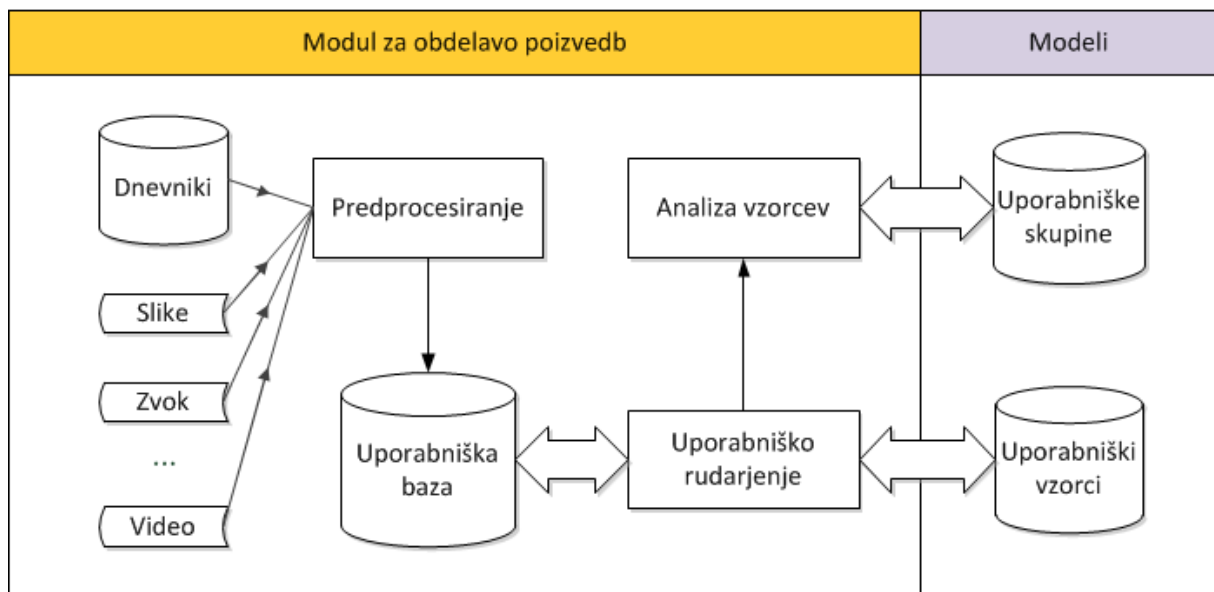 Modul za obdelavo poizvedb
Modeli
Dnevniki
Predprocesiranje
Analiza vzorcev
Uporabniške
skupine
Slike
Zvok
...
Video
Uporabniška
baza
Uporabniško
rudarjenje
Uporabniški
vzorci